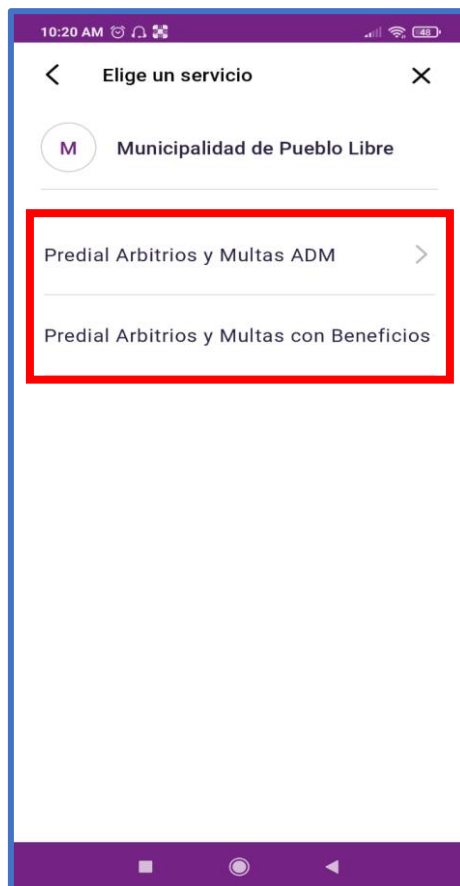 10:20 AM
48
Elige un servicio
M
Municipalidad de Pueblo Libre
Predial Arbitrios y Multas ADM
Predial Arbitrios y Multas con Beneficios